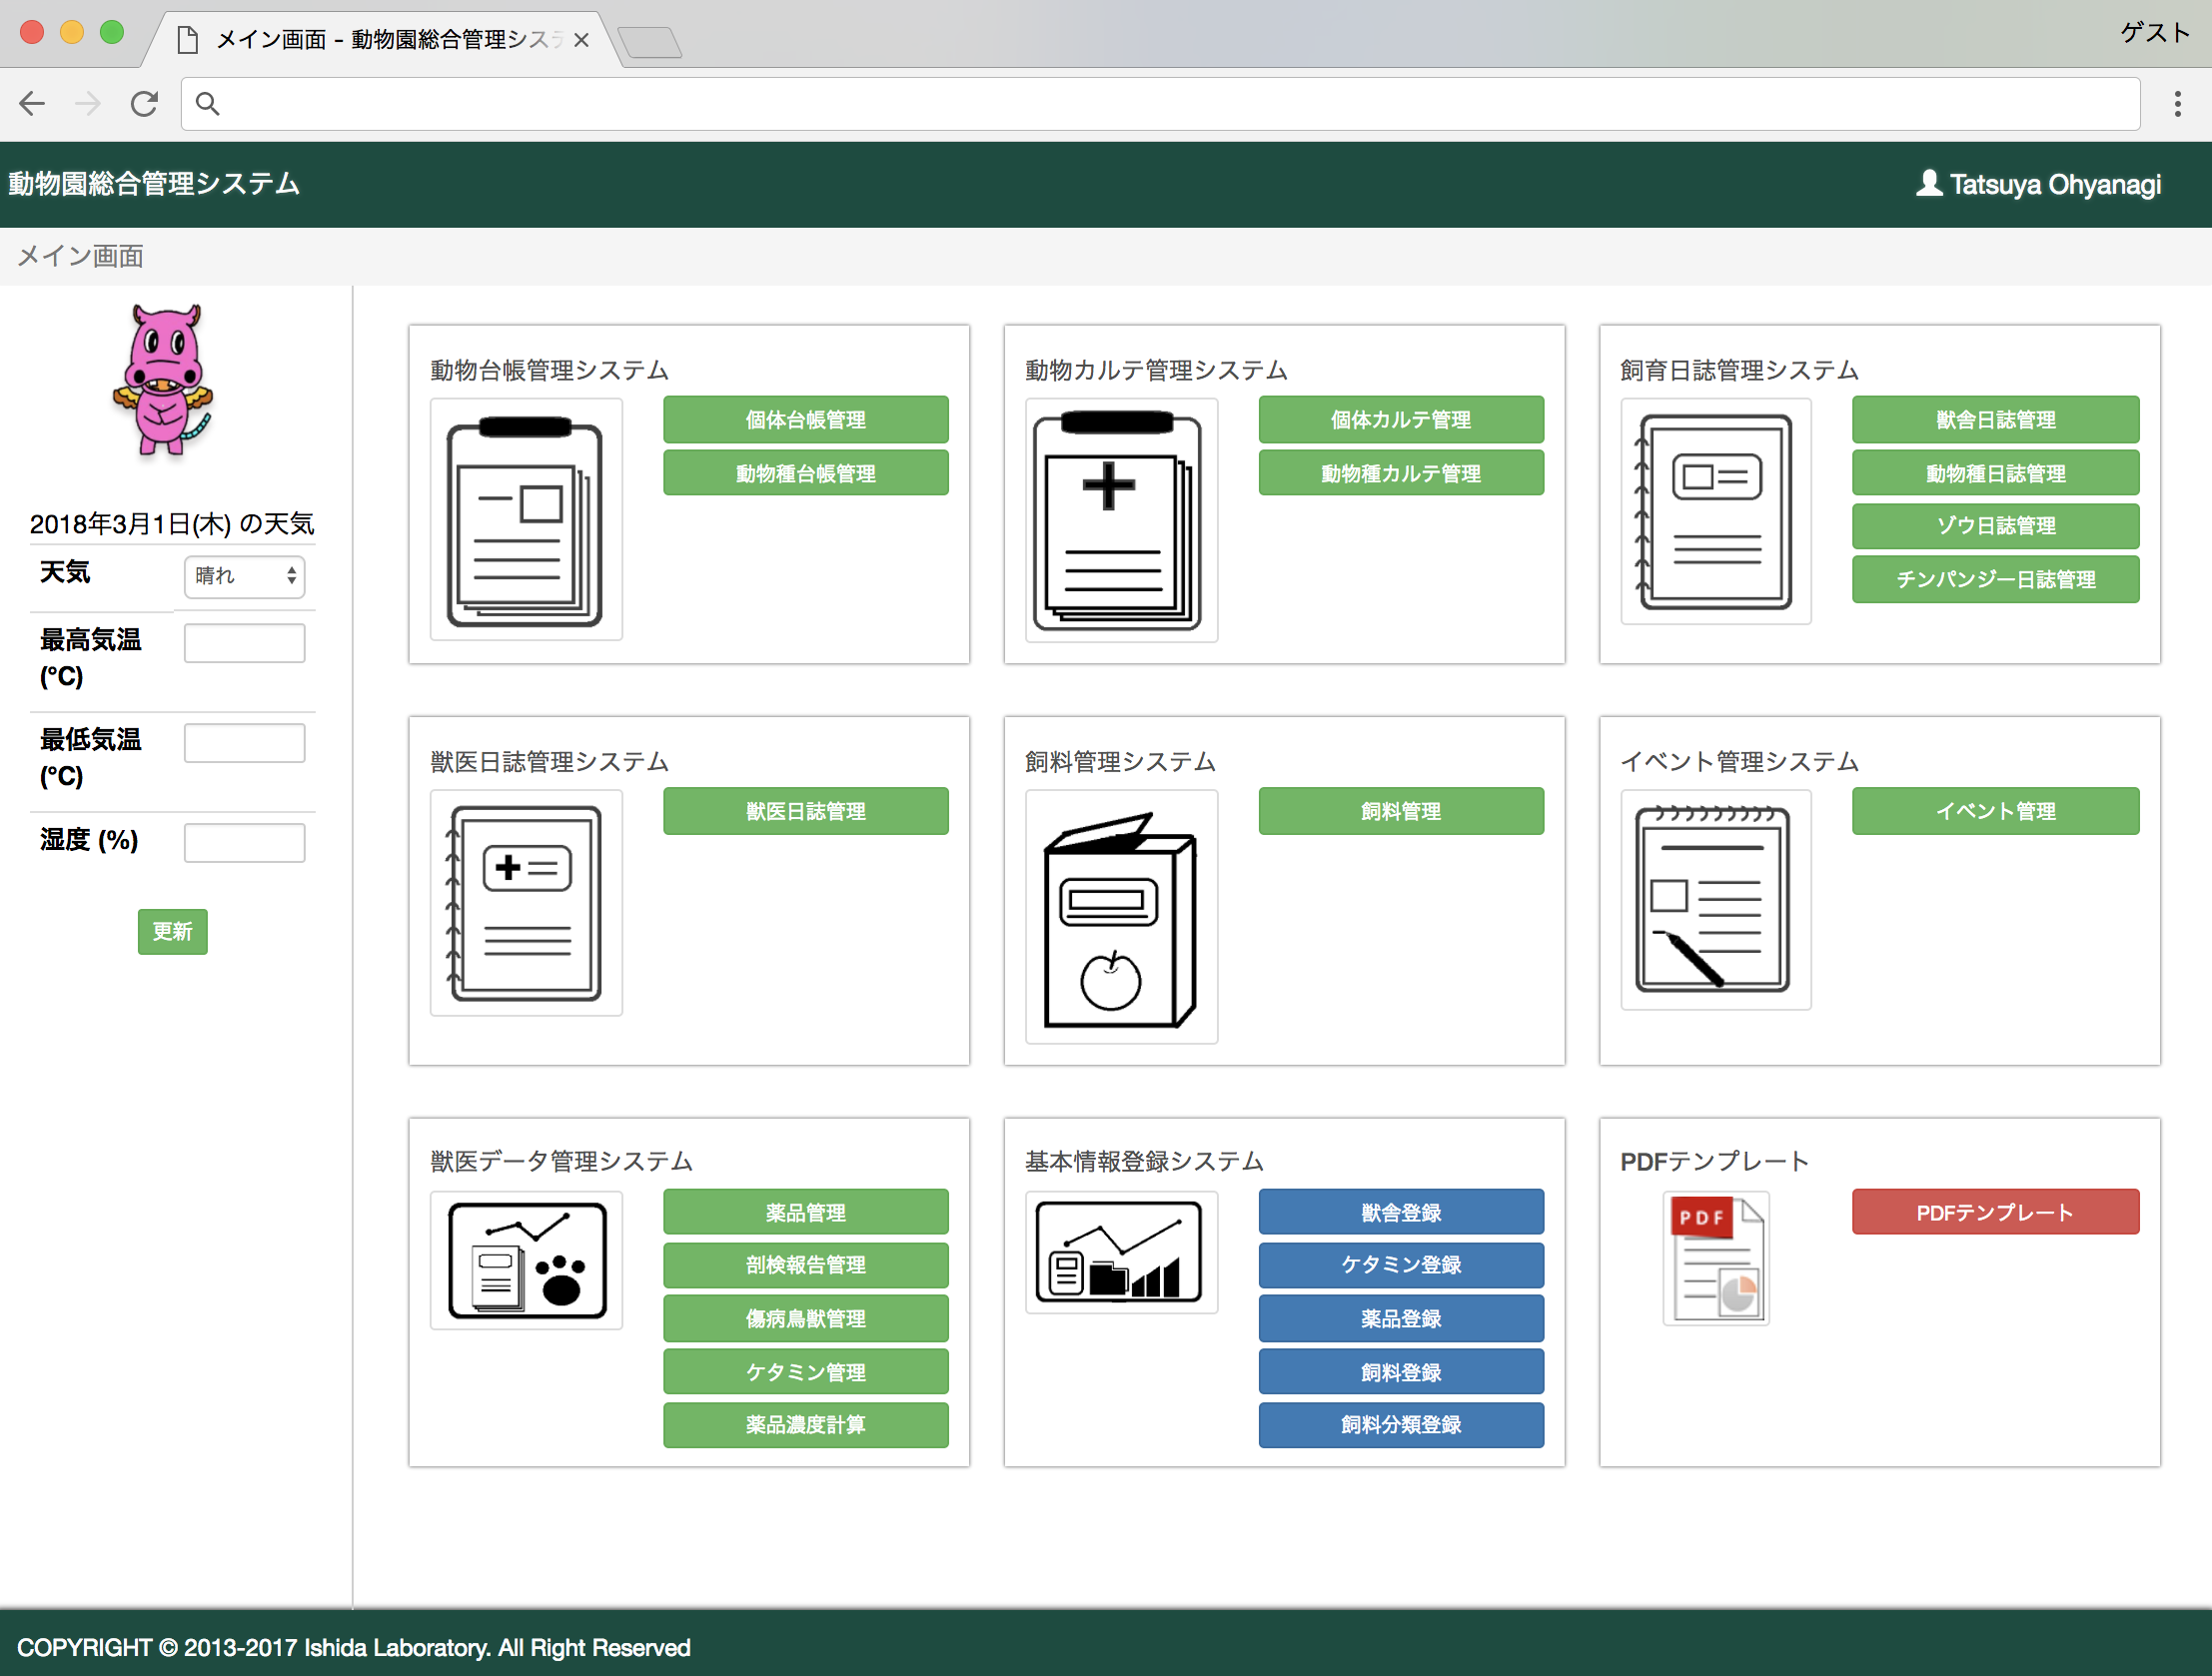 メイン画面 - 動物園総合管理システ
ゲスト
動物園総合管理システム
Tatsuya Ohyanagi
メイン画面
2018年3月1日(木) の天気
天気
晴れ
最高気温
(°C)
最低気温
(°C)
湿度 (%)
更新
動物台帳管理システム
個体台帳管理
動物種台帳管理
動物カルテ管理システム
個体カルテ管理
動物種カルテ管理
飼育日誌管理システム
獣舎日誌管理
動物種日誌管理
ゾウ日誌管理
チンパンジー日誌管理
獣医日誌管理システム
獣医日誌管理
飼料管理システム
飼料管理
イベント管理システム
イベント管理
獣医データ管理システム
薬品管理
剖検報告管理
傷病鳥獣管理
ケタミン管理
薬品濃度計算
基本情報登録システム
獣舎登録
ケタミン登録
薬品登録
飼料登録
飼料分類登録
PDFテンプレート
PDF
PDFテンプレート
COPYRIGHT © 2013-2017 Ishida Laboratory. All Right Reserved